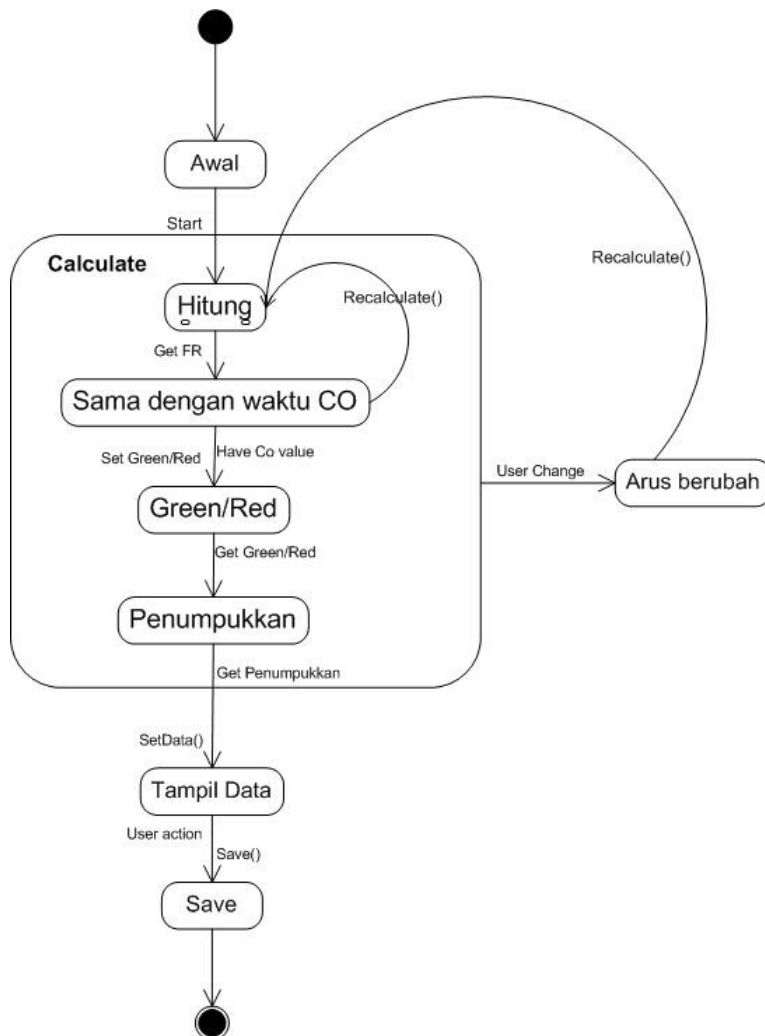 Awal
Start
Calculate
Recalculate()
Hitung
Recalculate()
Get FR
Sama dengan waktu CO
Set Green/Red
Have Co value
User Change
Arus berubah
Green/Red
Get Green/Red
Penumpukkan
Get Penumpukkan
SetData()
Tampil Data
User action
Save()
Save